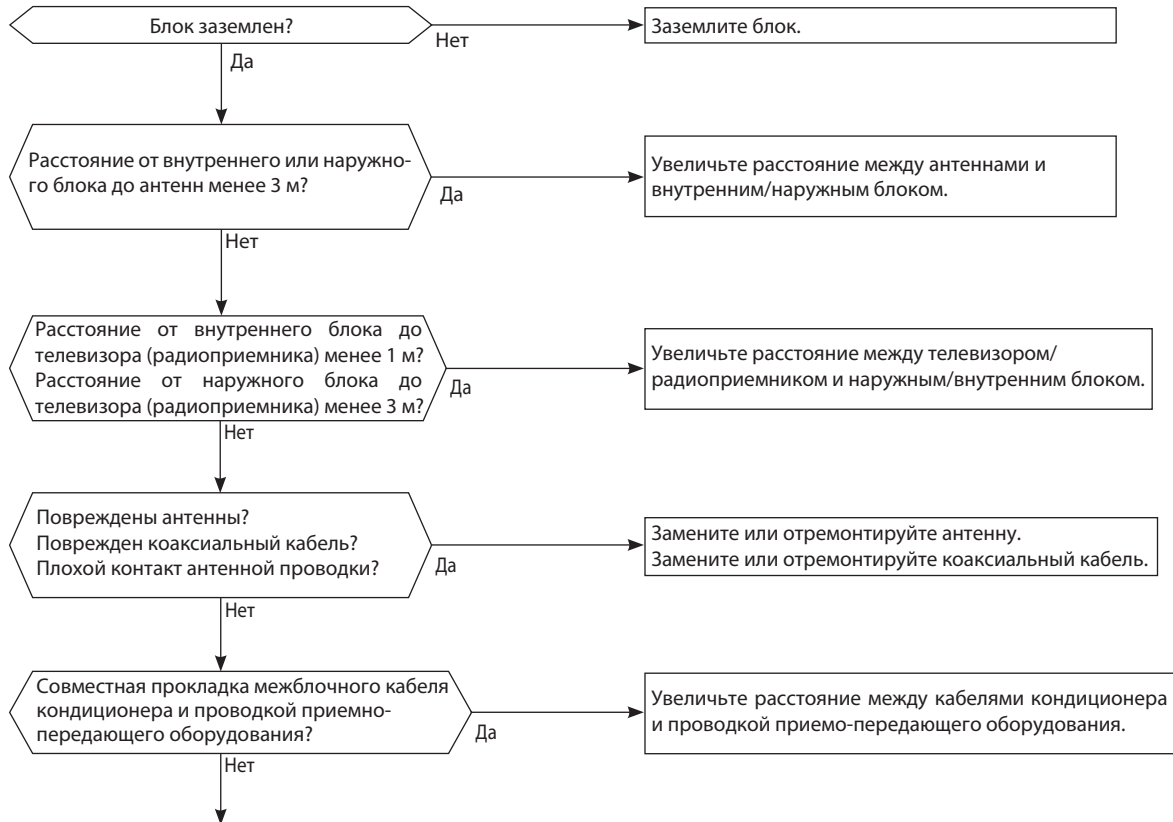 Блок заземлен?
Нет
Заземлите блок.
Да
Расстояние от внутреннего или наружно-
го блока до антенн менее 3 м?
Да
Увеличьте расстояние между антеннами и
внутренним/наружным блоком.
Нет
Расстояние от внутреннего блока до
телевизора (радиоприемника) менее 1 м?
Расстояние от наружного блока до
телевизора (радиоприемника) менее 3 м?
Да
Увеличьте расстояние между телевизором/
радиоприемником и наружным/внутренним блоком.
Нет
Повреждены антенны?
Поврежден коаксиальный кабель?
Плохой контакт антенной проводки?
Да
Замените или отремонтируйте антенну.
Замените или отремонтируйте коаксиальный кабель.
Нет
Совместная прокладка межблочного кабеля
кондиционера и проводкой приемно-
передающего оборудования?
Да
Увеличьте расстояние между кабелями кондиционера
и проводкой приемо-передающего оборудования.
Нет